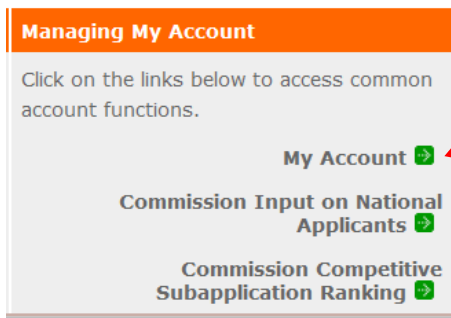 Managing My Account
Click on the links below to access common
account functions.
My Account
Commission Input on National
Applicants
Commission Competitive
Subapplication Ranking